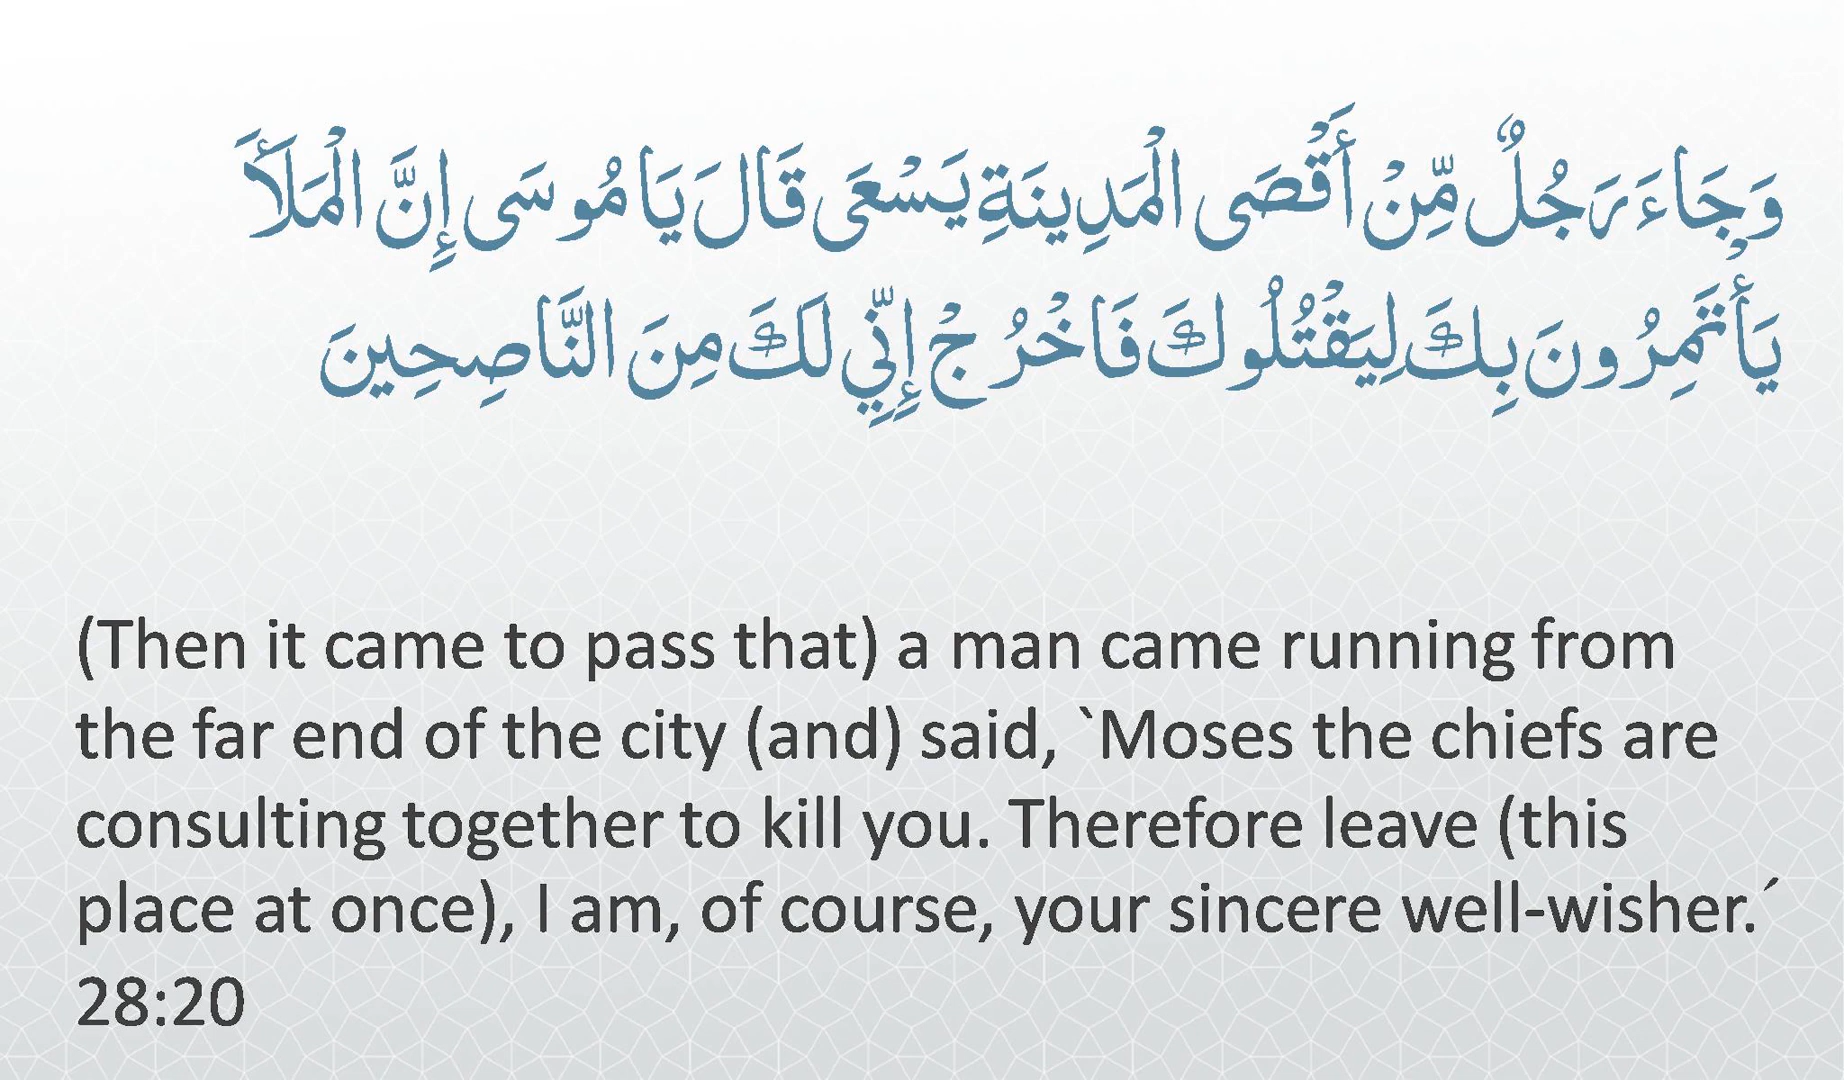 وَجَاءَ رَجُلٌ مِّنْ أَقْصَى الْمَدِينَةِ يَسْعَى قَالَ يَا مُوسَى إِنَّ الْمَلَأَ
يَأْتَمِرُونَ بِكَ لِيَقْتُلُوكَ فَاخْرُجْ إِنِّي لَكَ مِنَ النَّاصِحِينَ
(Then it came to pass that) a man came running from
the far end of the city (and) said, `Moses the chiefs are
consulting together to kill you. Therefore leave (this
place at once), I am, of course, your sincere well-wisher.´
28:20